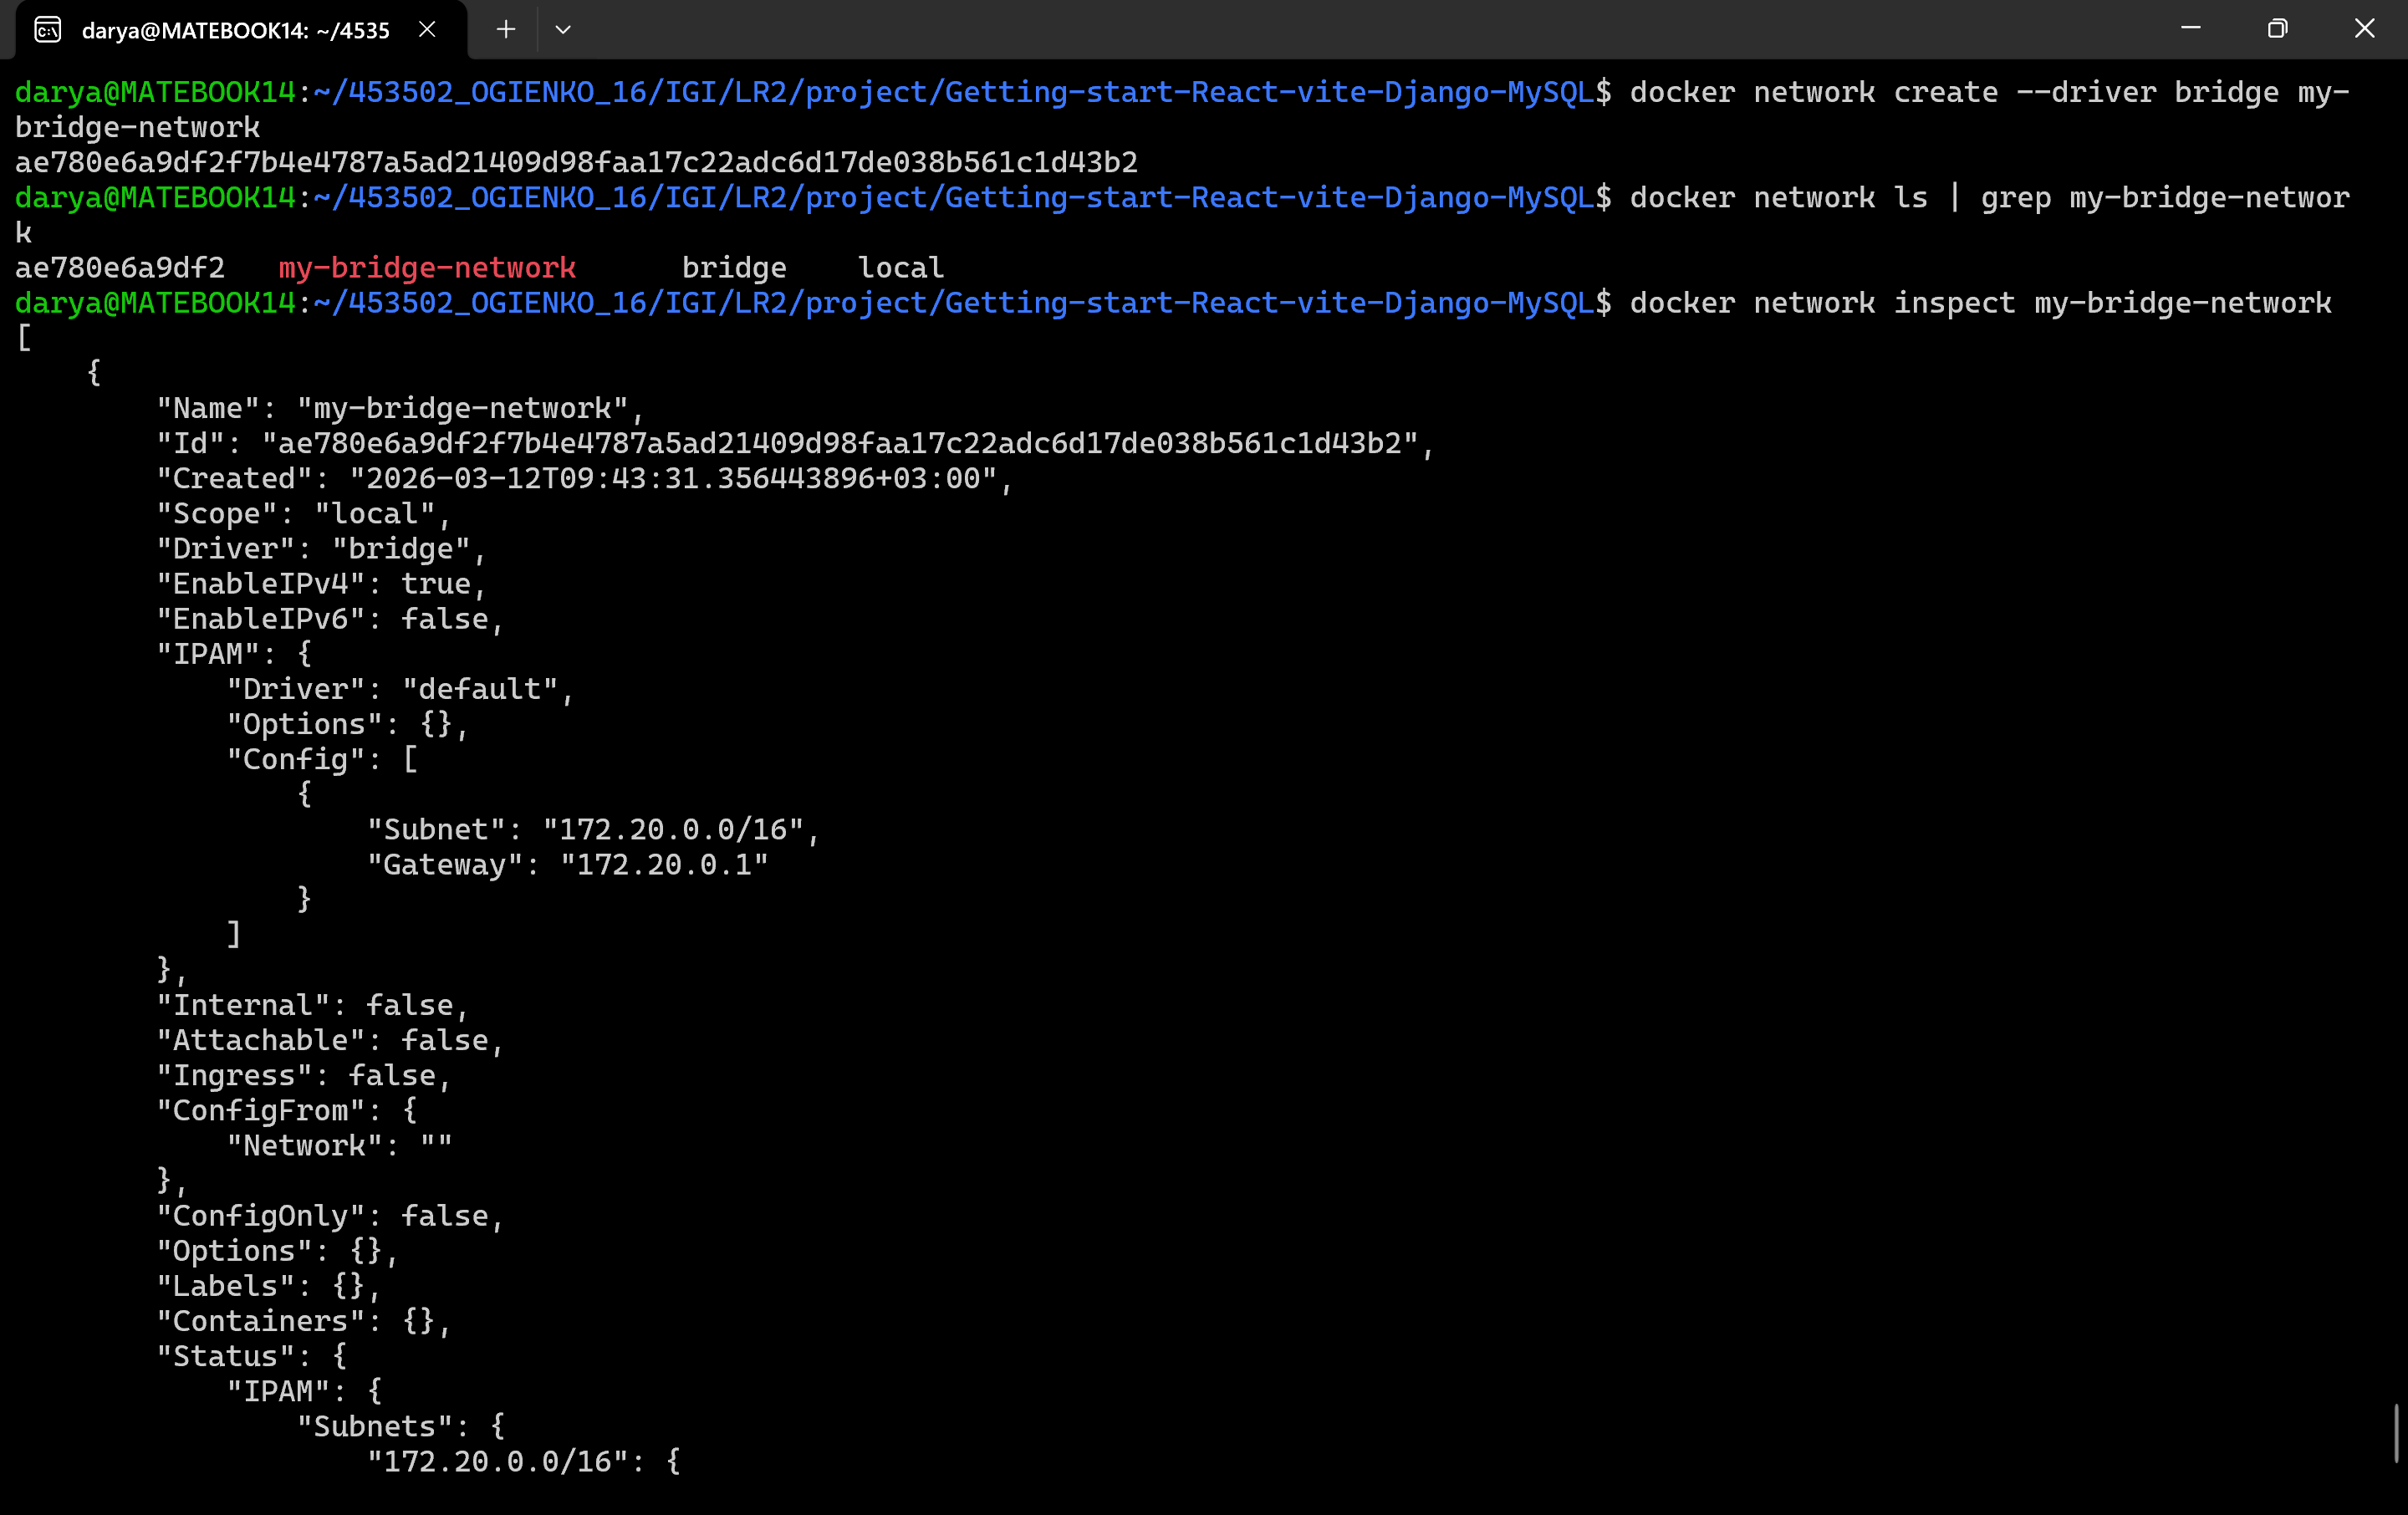 darya@MATEBOOK14: ~/4535
darya@MATEBOOK14:~/453502_OGIENKO_16/IGI/LR2/project/Getting-start-React-vite-Django-MySQL$ docker network create --driver bridge my-
bridge-network
ae780e6a9df2f7b4e4787a5ad21409d98faa17c22adc6d17de038b561c1d43b2
darya@MATEBOOK14:~/453502_OGIENKO_16/IGI/LR2/project/Getting-start-React-vite-Django-MySQL$ docker network ls | grep my-bridge-networ
k
ae780e6a9df2   my-bridge-network      bridge    local
darya@MATEBOOK14:~/453502_OGIENKO_16/IGI/LR2/project/Getting-start-React-vite-Django-MySQL$ docker network inspect my-bridge-network
[
    {
        "Name": "my-bridge-network",
        "Id": "ae780e6a9df2f7b4e4787a5ad21409d98faa17c22adc6d17de038b561c1d43b2",
        "Created": "2026-03-12T09:43:31.356443896+03:00",
        "Scope": "local",
        "Driver": "bridge",
        "EnableIPv4": true,
        "EnableIPv6": false,
        "IPAM": {
            "Driver": "default",
            "Options": {},
            "Config": [
                {
                    "Subnet": "172.20.0.0/16",
                    "Gateway": "172.20.0.1"
                }
            ]
        },
        "Internal": false,
        "Attachable": false,
        "Ingress": false,
        "ConfigFrom": {
            "Network": ""
        },
        "ConfigOnly": false,
        "Options": {},
        "Labels": {},
        "Containers": {},
        "Status": {
            "IPAM": {
                "Subnets": {
                    "172.20.0.0/16": {